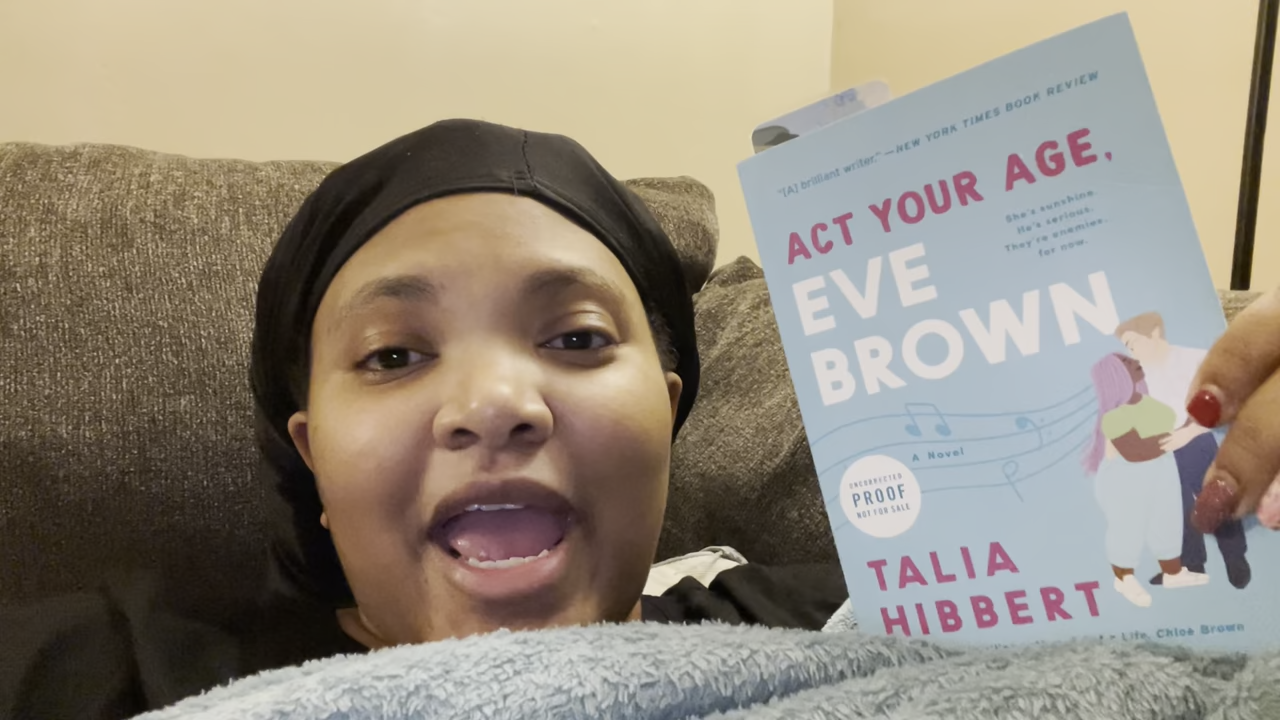 "[A] brilliant writer." —NEW YORK TIMES BOOK REVIEW
ACT YOUR AGE,
She's sunshine.
He's serious.
They're enemies.
for now.
EVE
BROWN
A Novel
UNCORRECTED
PROOF
NOT FOR SALE
TALIA
HIBBERT
a Life, Chloe Brown